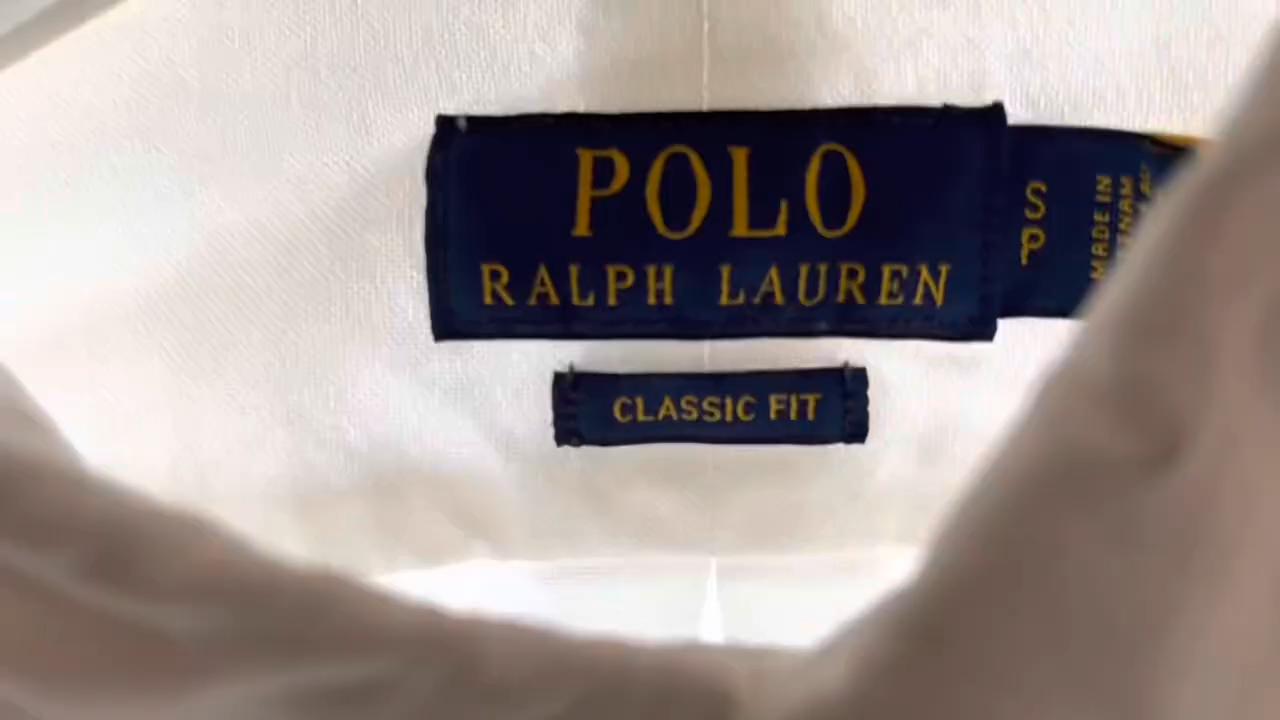 POLO
RALPH LAUREN
S
P
MADE IN
CLASSIC FIT